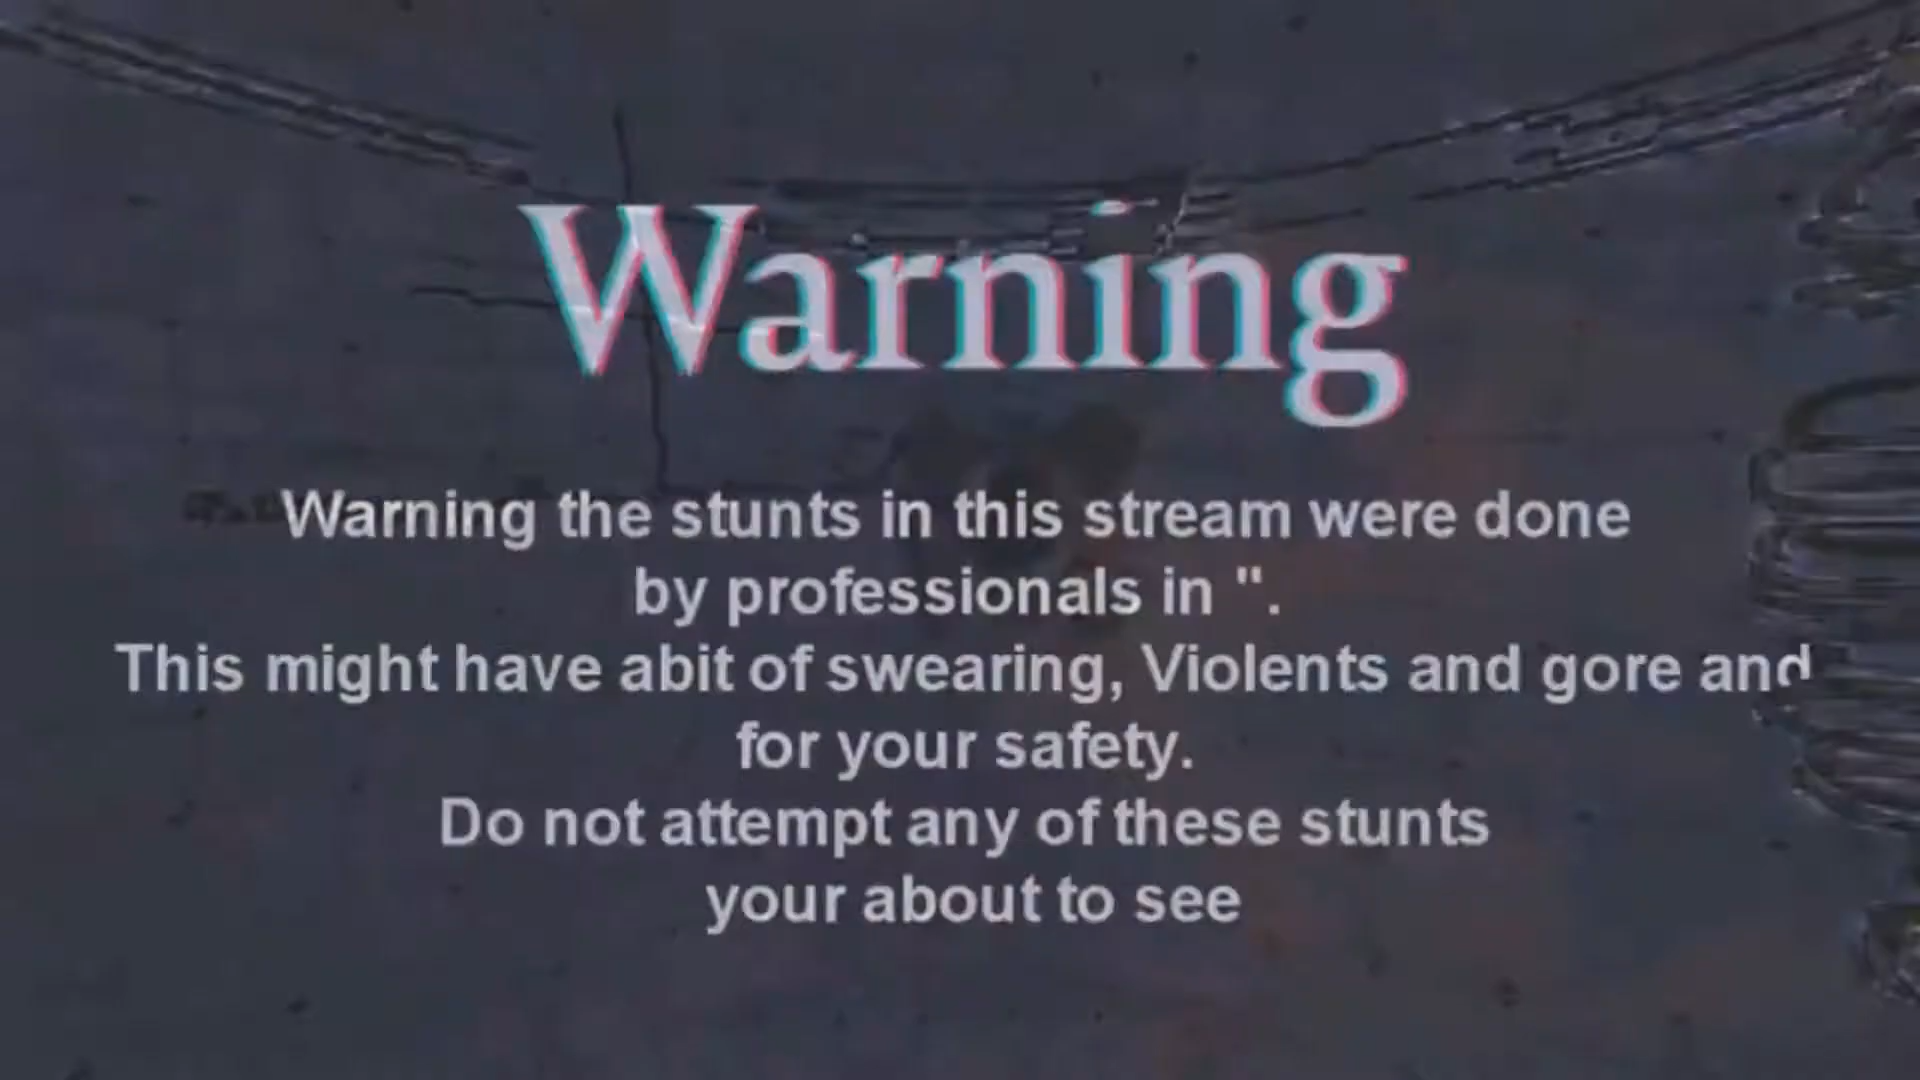 Warning
Warning the stunts in this stream were done
by professionals in ".
This might have abit of swearing, Violents and gore and
for your safety.
Do not attempt any of these stunts
your about to see